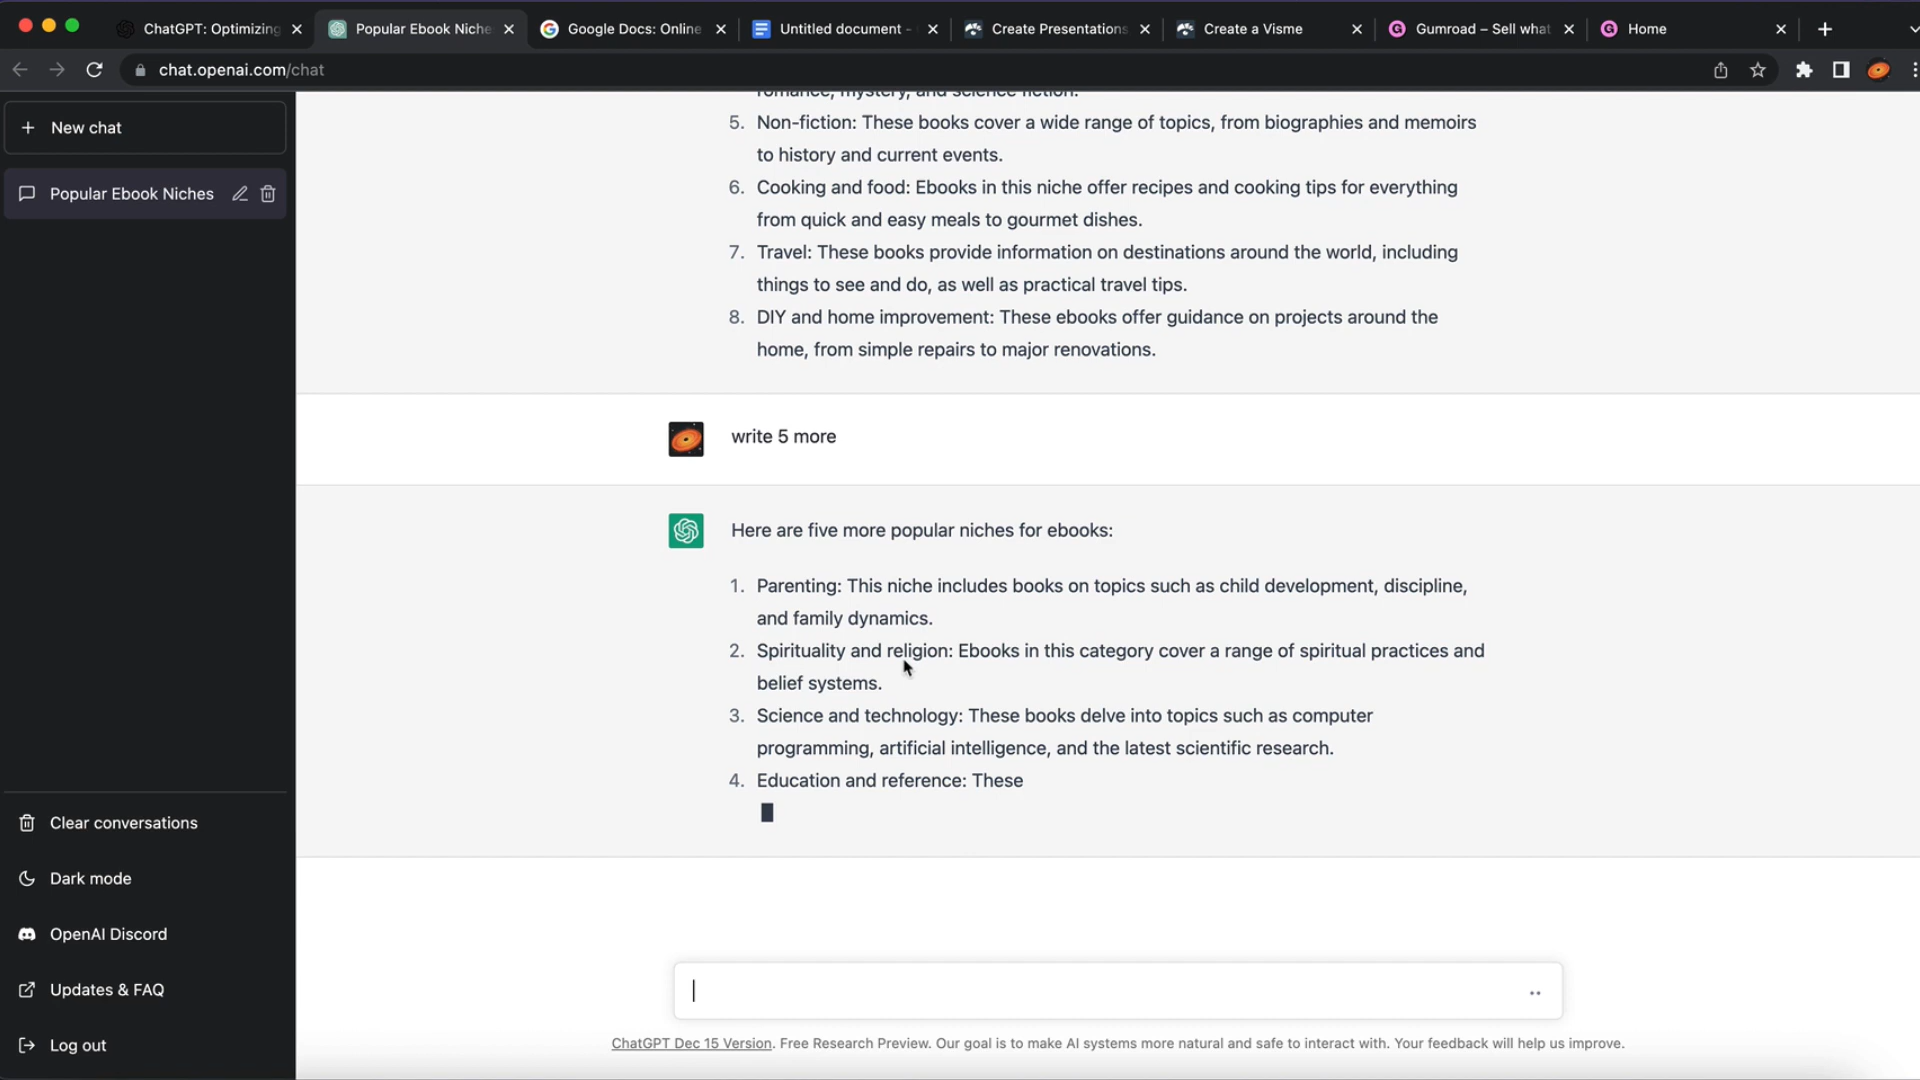 ChatGPT: Optimizing
Popular Ebook Niche
Google Docs: Online
Untitled document -
Create Presentations
Create a Visme
Gumroad – Sell what
Home
chat.openai.com/chat
New chat
Popular Ebook Niches
romance, mystery, and science fiction.
5. Non-fiction: These books cover a wide range of topics, from biographies and memoirs
to history and current events.
6. Cooking and food: Ebooks in this niche offer recipes and cooking tips for everything
from quick and easy meals to gourmet dishes.
7. Travel: These books provide information on destinations around the world, including
things to see and do, as well as practical travel tips.
8. DIY and home improvement: These ebooks offer guidance on projects around the
home, from simple repairs to major renovations.
write 5 more
Here are five more popular niches for ebooks:
1. Parenting: This niche includes books on topics such as child development, discipline,
and family dynamics.
2. Spirituality and religion: Ebooks in this category cover a range of spiritual practices and
belief systems.
3. Science and technology: These books delve into topics such as computer
programming, artificial intelligence, and the latest scientific research.
4. Education and reference: These
Clear conversations
Dark mode
OpenAI Discord
Updates & FAQ
Log out
ChatGPT Dec 15 Version. Free Research Preview. Our goal is to make AI systems more natural and safe to interact with. Your feedback will help us improve.